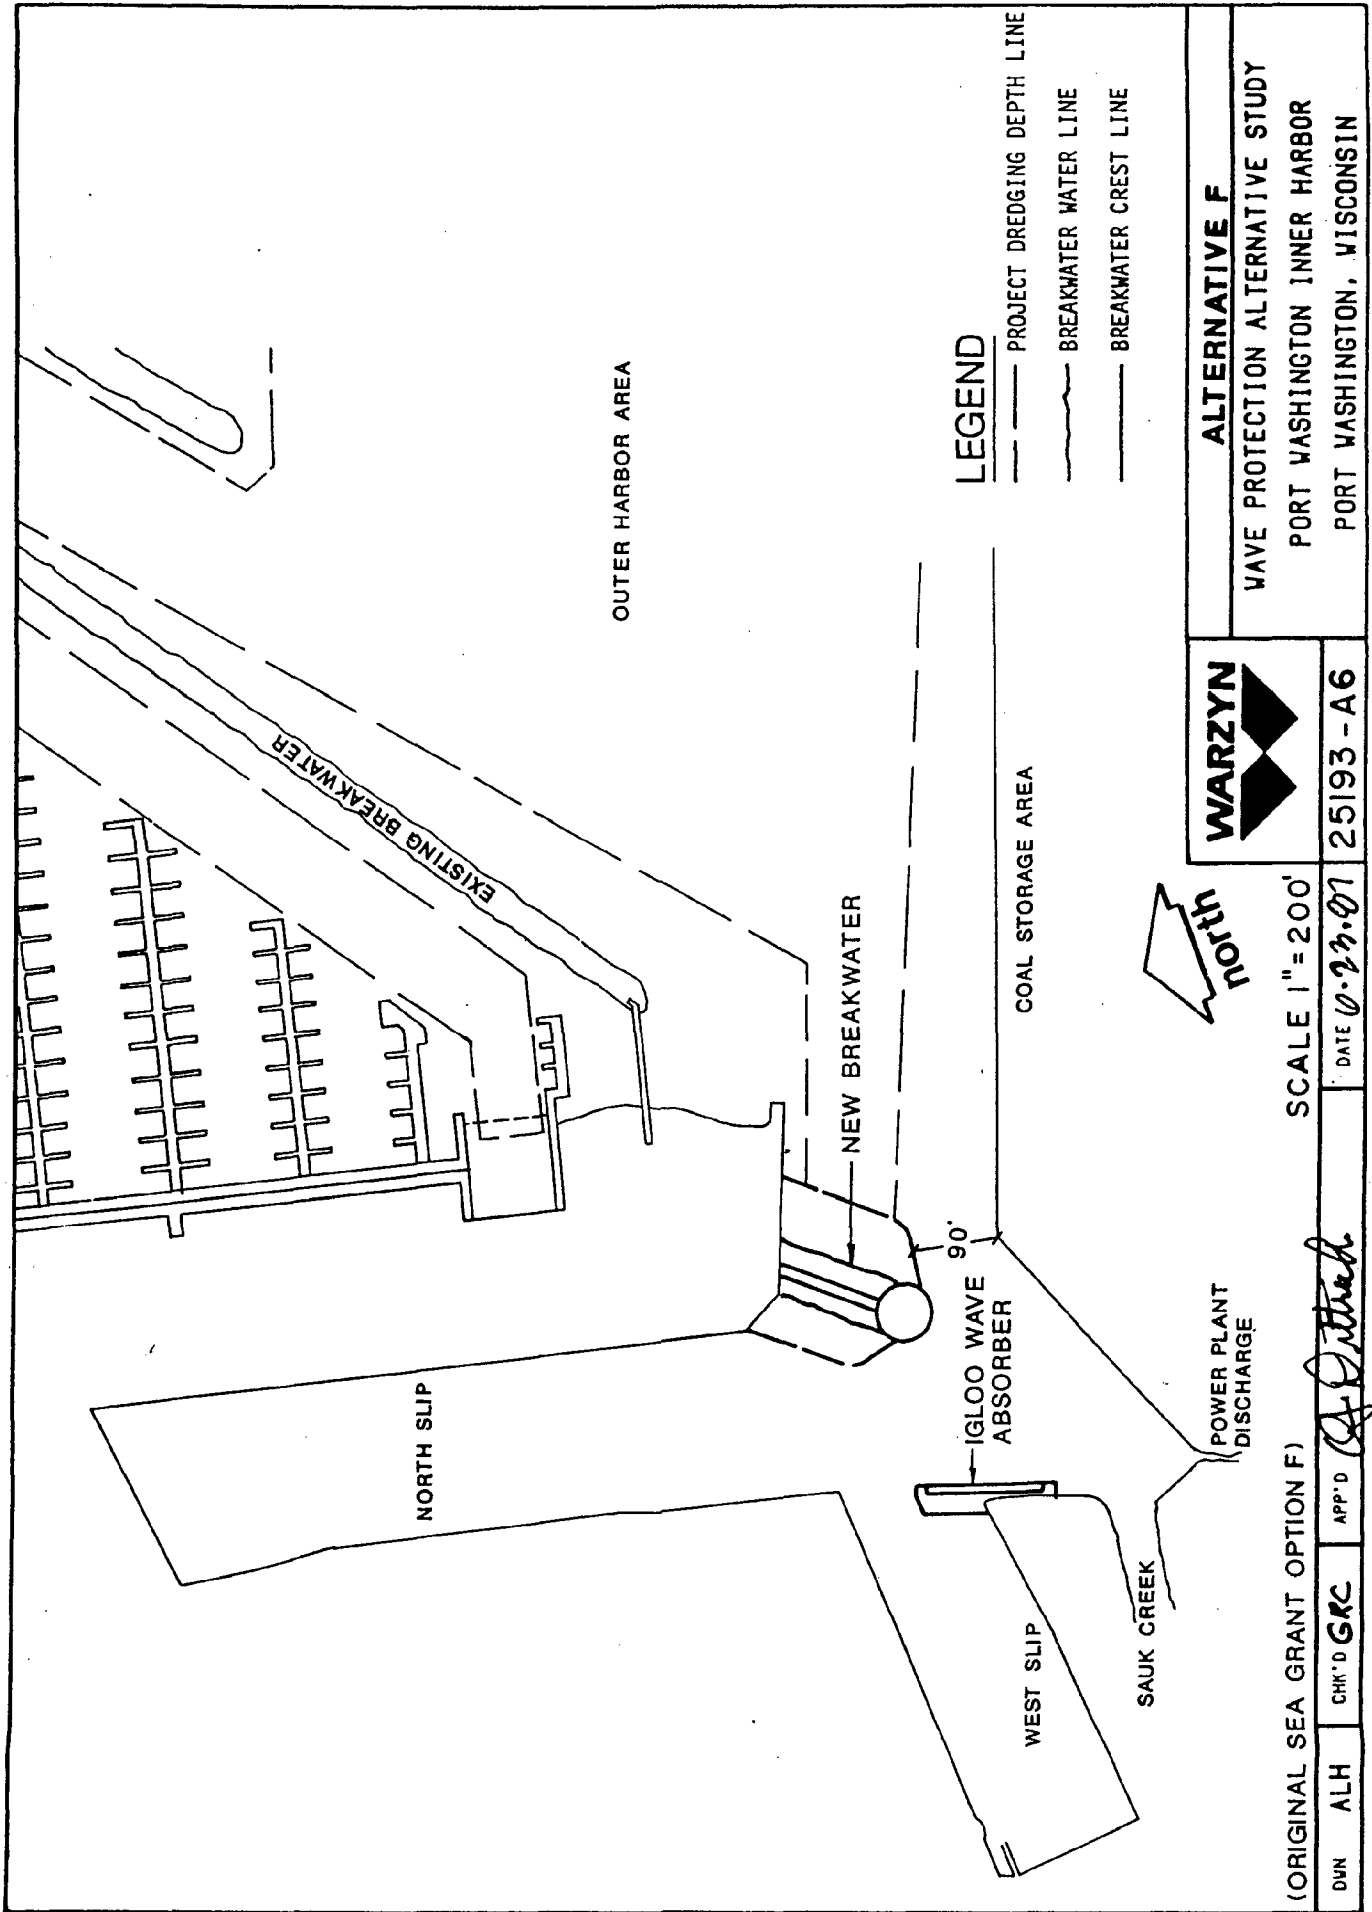 OUTER HARBOR AREA
EXISTING BREAKWATER
NEW BREAKWATER
COAL STORAGE AREA
90'
IGLOO WAVE
ABSORBER
NORTH SLIP
WEST SLIP
SAUK CREEK
POWER PLANT
DISCHARGE
LEGEND
PROJECT DREDGING DEPTH LINE
BREAKWATER WATER LINE
BREAKWATER CREST LINE
north
(ORIGINAL SEA GRANT OPTION F)
SCALE 1"=200'
DWN ALH
CHK'D GRC
APP'D
DATE
WARZYN
25193-A6
ALTERNATIVE F
WAVE PROTECTION ALTERNATIVE STUDY
PORT WASHINGTON INNER HARBOR
PORT WASHINGTON, WISCONSIN